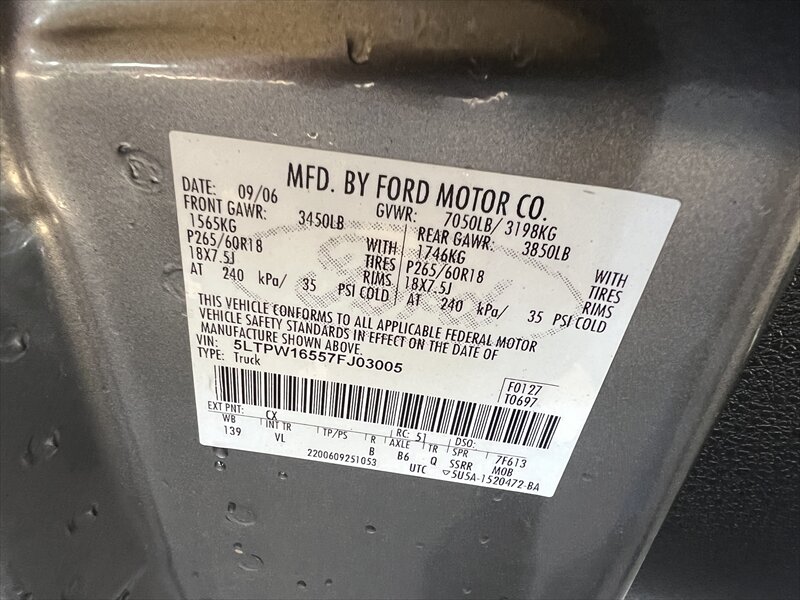 MFD. BY FORD MOTOR CO.
DATE: 09/06 GVWR: 7050LB/ 3198KG
FRONT GAWR: 3450LB REAR GAWR: 3850LB
1565KG WITH 1746KG WITH
P265/60R18 TIRES P265/60R18 TIRES
18X7.5J RIMS 18X7.5J RIMS
AT 240 kPa/ 35 PSI COLD AT 240 kPa/ 35 PSI COLD
THIS VEHICLE CONFORMS TO ALL APPLICABLE FEDERAL MOTOR
VEHICLE SAFETY STANDARDS IN EFFECT ON THE DATE OF
MANUFACTURE SHOWN ABOVE.
VIN: 5LTPW16557FJ03005
TYPE: Truck
F0127
T0697
EXT PNT: CX RC: 51 DSO:
WB INT TR TP/PS R AXLE TR SPR 7F613
139 VL B B6 Q SSRR MOB
2200609251053 UTC 5U5A-1520472-BA